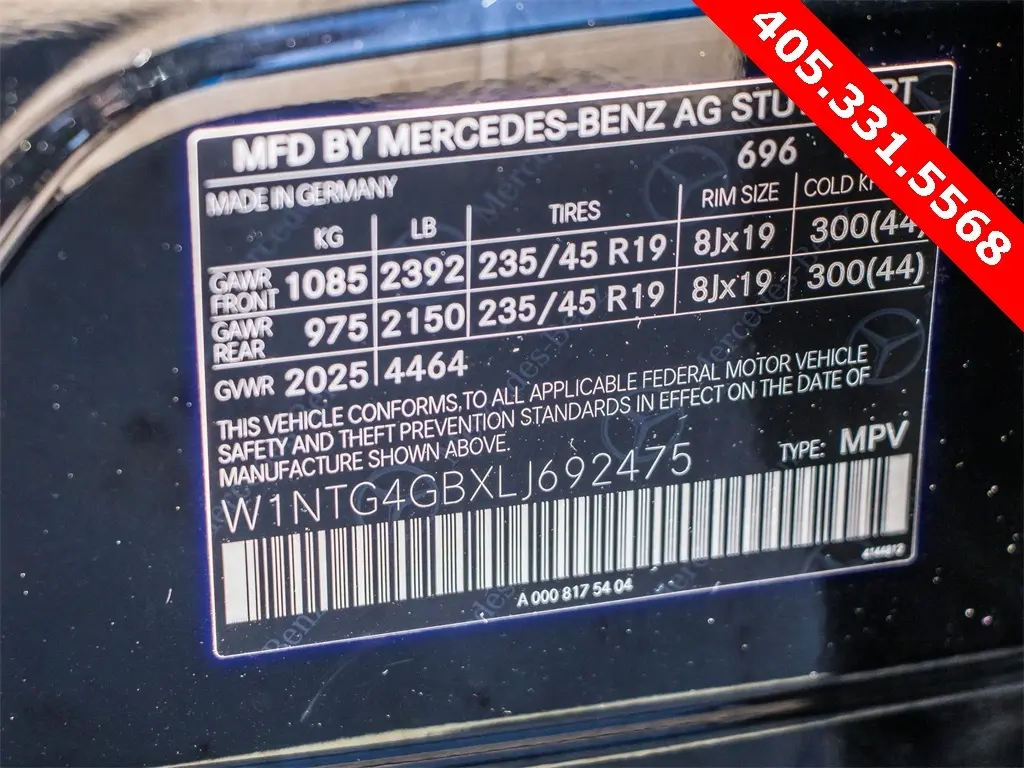 405.331.5568
MFD BY MERCEDES-BENZ AG STU RT
MADE IN GERMANY 696
KG LB TIRES RIM SIZE COLD
GAWR FRONT 1085 2392 235/45 R19 8Jx19 300(44)
GAWR REAR 975 2150 235/45 R19 8Jx19 300(44)
GVWR 2025 4464
THIS VEHICLE CONFORMS,TO ALL APPLICABLE FEDERAL MOTOR VEHICLE
SAFETY AND THEFT PREVENTION STANDARDS IN EFFECT ON THE DATE OF
MANUFACTURE SHOWN ABOVE.
W1NTG4GBXLJ692475 TYPE: MPV
4144812
A 000 817 54 04